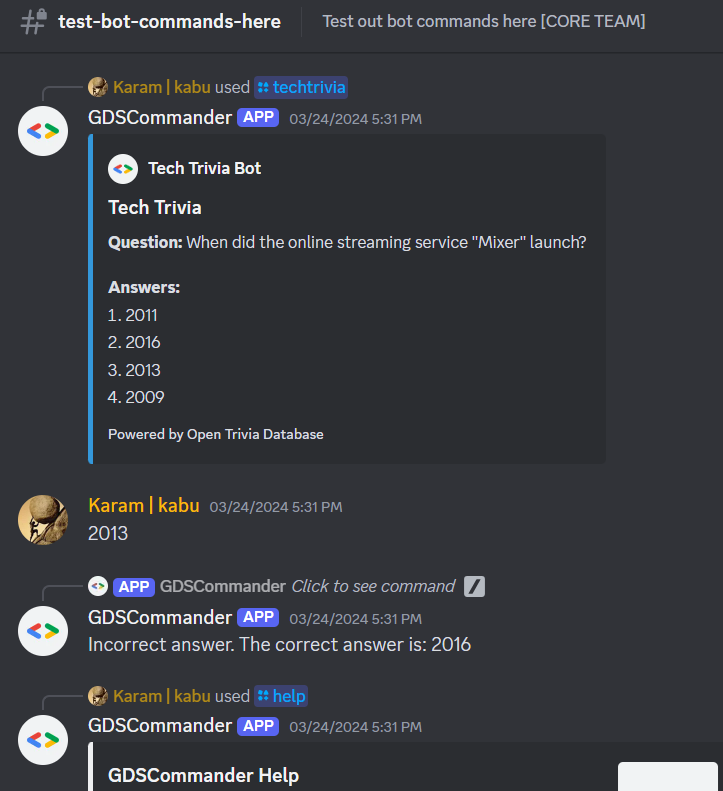 test-bot-commands-here Test out bot commands here [CORE TEAM]
Karam | kabu used techtrivia
GDSCommander APP 03/24/2024 5:31 PM
Tech Trivia Bot
Tech Trivia
Question: When did the online streaming service "Mixer" launch?
Answers:
1. 2011
2. 2016
3. 2013
4. 2009
Powered by Open Trivia Database
Karam | kabu 03/24/2024 5:31 PM
2013
APP GDSCommander Click to see command
GDSCommander APP 03/24/2024 5:31 PM
Incorrect answer. The correct answer is: 2016
Karam | kabu used help
GDSCommander APP 03/24/2024 5:31 PM
GDSCommander Help